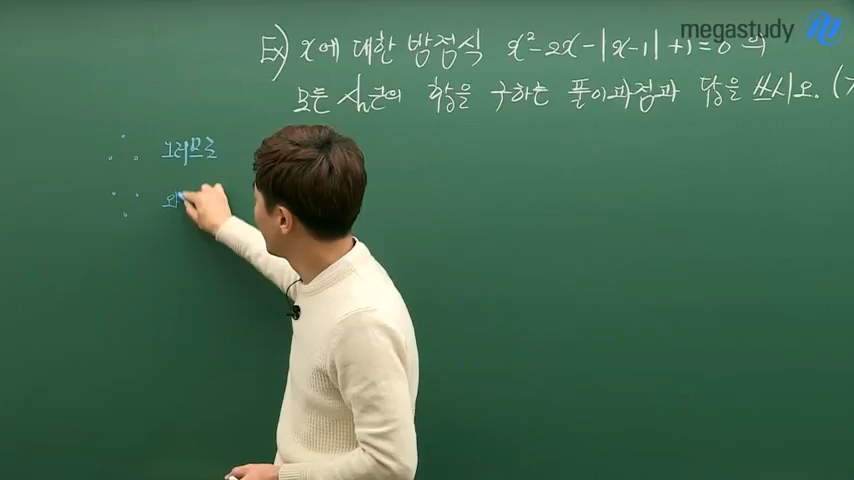 megastudy
Ex) x에 대한 방정식 x²-2x-|x-1|+1=0의
모든 실근의 합을 구하는 풀이과정과 답을 쓰시오. (
∴ 그러므로
∵